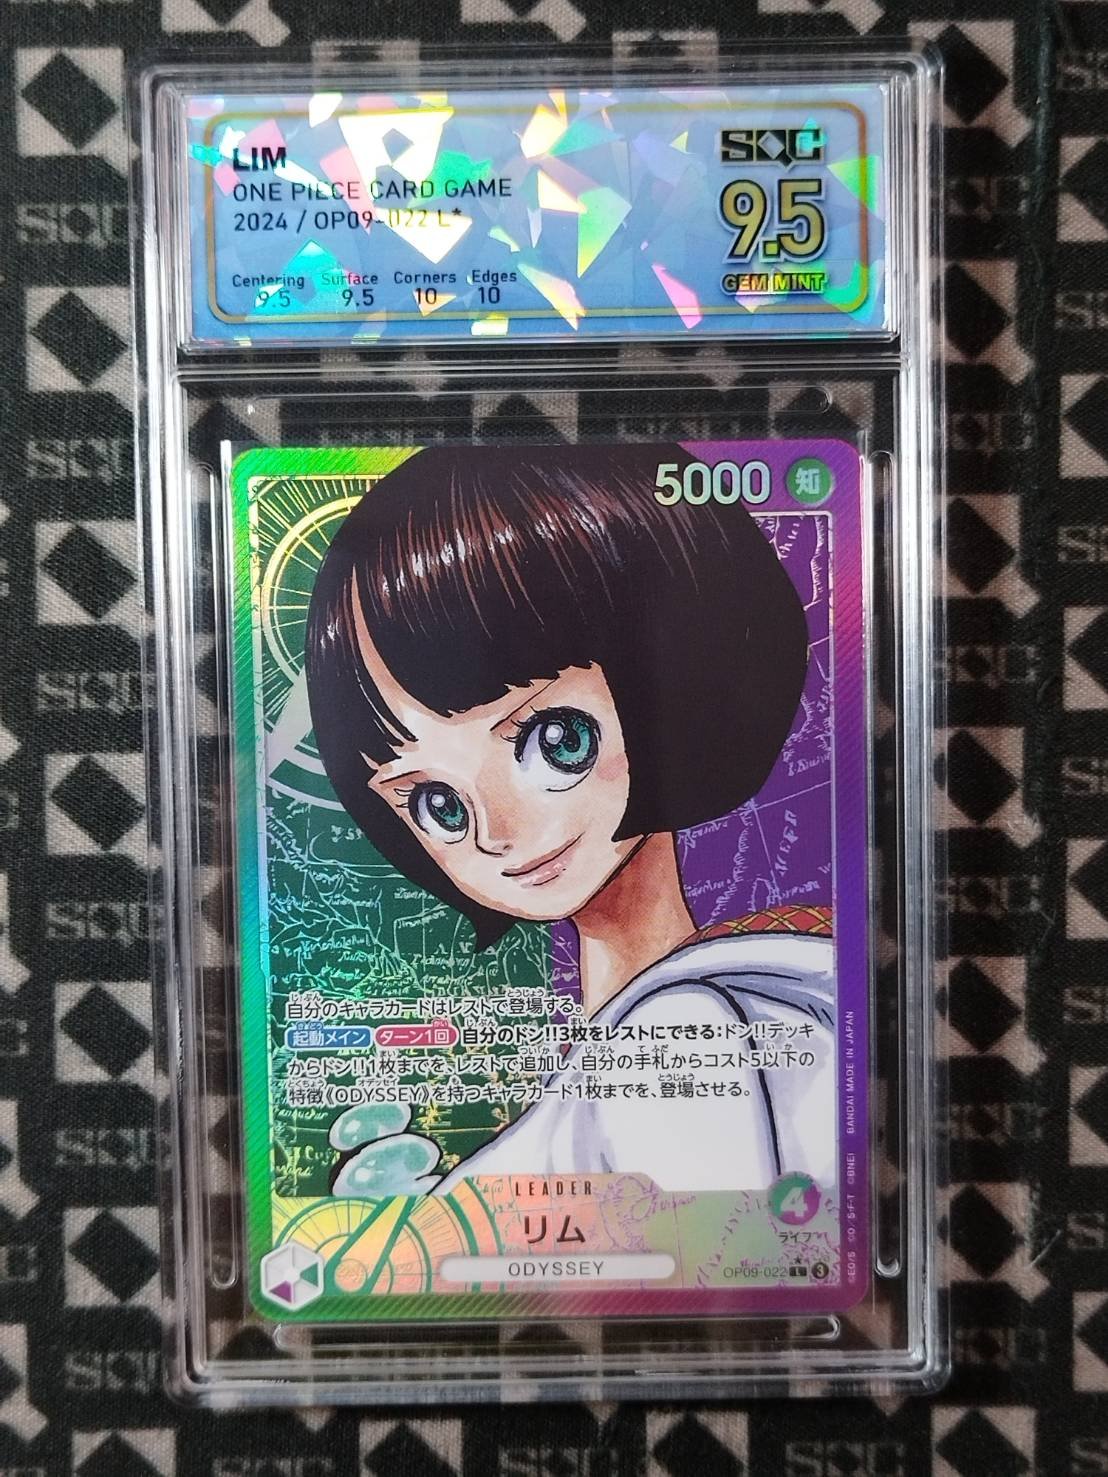 LIM
SQC
ONE PIECE CARD GAME
2024 / OP09-022 L*
9.5
Centering Surface Corners Edges
9.5 9.5 10 10
GEM MINT
5000 知
自分のキャラカードはレストで登場する。
起動メイン ターン1回 自分のドン!!3枚をレストにできる:ドン!!デッキ
からドン!!1枚までを、レストで追加し、自分の手札からコスト5以下の
特徴《ODYSSEY》を持つキャラカード1枚までを、登場させる。
LEADER
リム
ODYSSEY
4
ライフ
OP09-022 L 3
©E.O/S ©O/S・F・T ©BNEI BANDAI MADE IN JAPAN